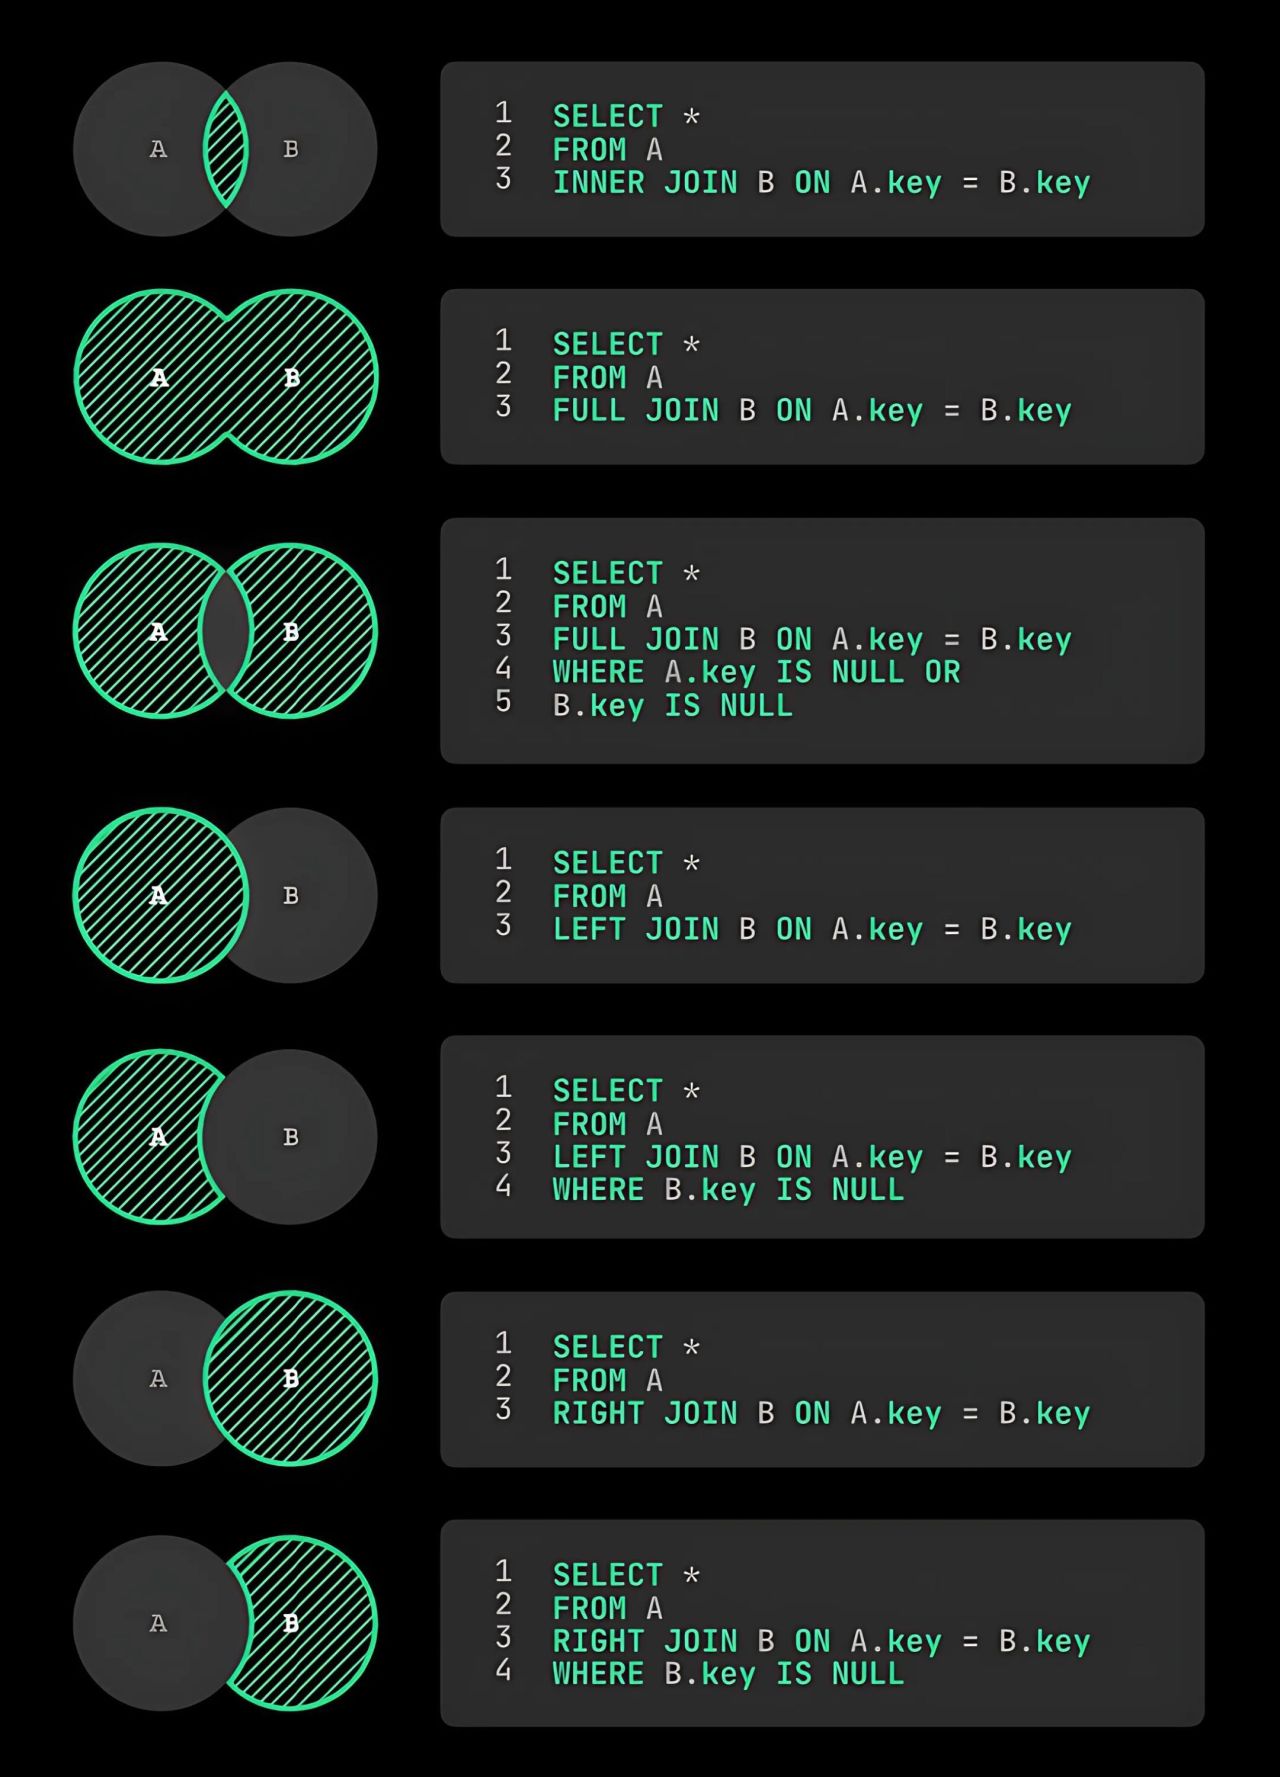 A B
1 SELECT *
2 FROM A
3 INNER JOIN B ON A.key = B.key
A B
1 SELECT *
2 FROM A
3 FULL JOIN B ON A.key = B.key
A B
1 SELECT *
2 FROM A
3 FULL JOIN B ON A.key = B.key
4 WHERE A.key IS NULL OR
5 B.key IS NULL
A B
1 SELECT *
2 FROM A
3 LEFT JOIN B ON A.key = B.key
A B
1 SELECT *
2 FROM A
3 LEFT JOIN B ON A.key = B.key
4 WHERE B.key IS NULL
A B
1 SELECT *
2 FROM A
3 RIGHT JOIN B ON A.key = B.key
A B
1 SELECT *
2 FROM A
3 RIGHT JOIN B ON A.key = B.key
4 WHERE B.key IS NULL